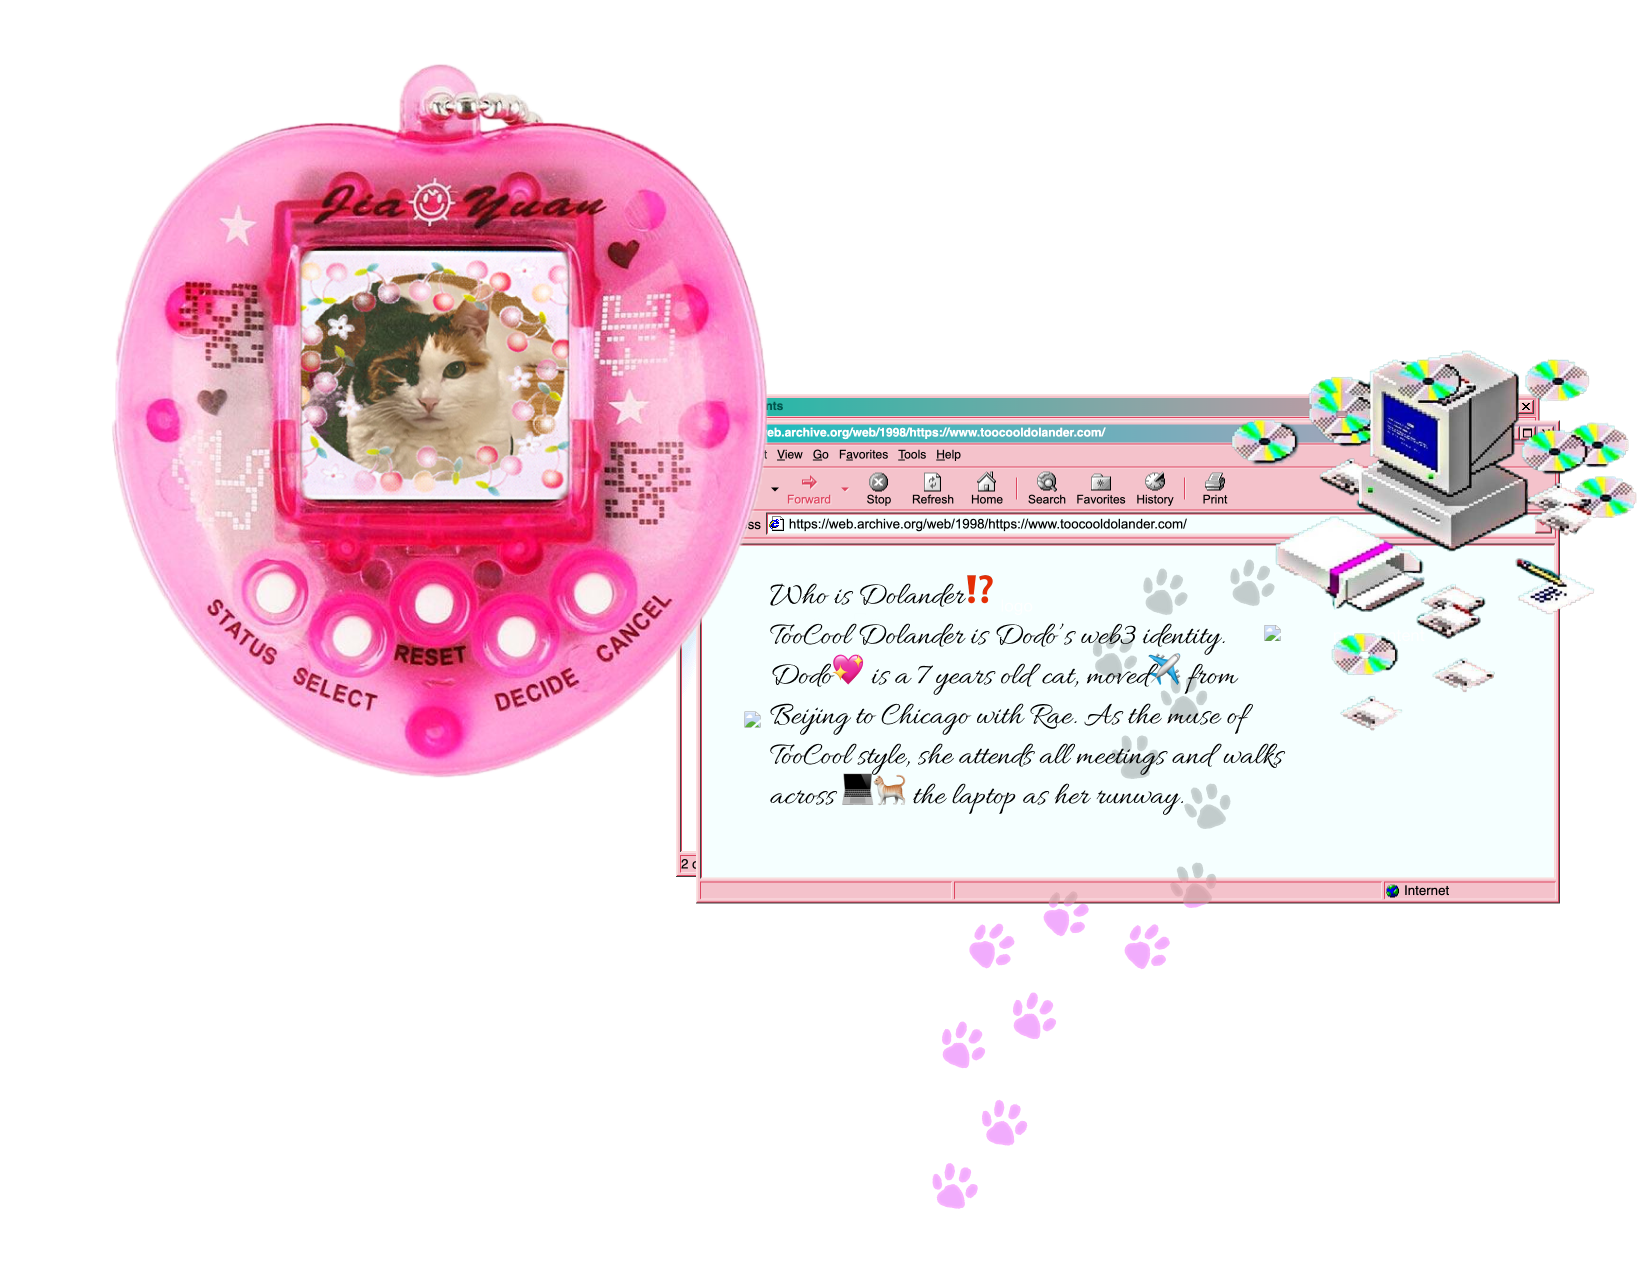 Jia Yuan
STATUS
SELECT
RESET
DECIDE
CANCEL
nts
eb.archive.org/web/1998/https://www.toocooldolander.com/
t View Go Favorites Tools Help
Forward Stop Refresh Home Search Favorites History Print
ss https://web.archive.org/web/1998/https://www.toocooldolander.com/
Who is Dolander⁉️
TooCool Dolander is Dodo's web3 identity.
Dodo💖 is a 7 years old cat, moved✈️ from
Beijing to Chicago with Rae. As the muse of
TooCool style, she attends all meetings and walks
across 💻🐈 the laptop as her runway.
2
Internet